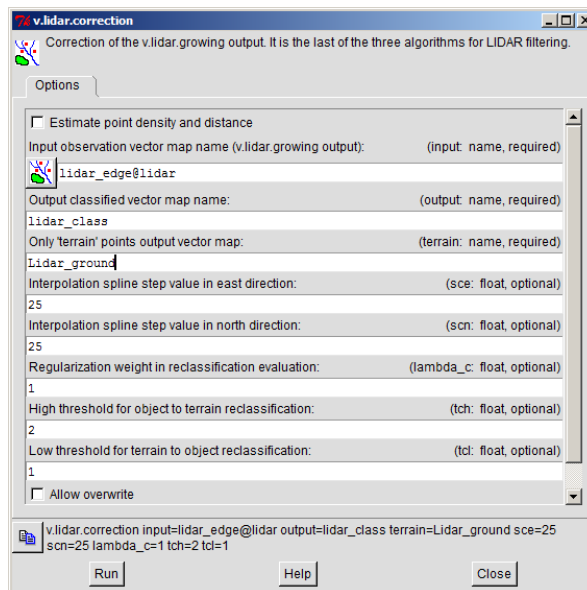 v.lidar.correction
Correction of the v.lidar.growing output. It is the last of the three algorithms for LIDAR filtering.
Options
Estimate point density and distance
Input observation vector map name (v.lidar.growing output): (input: name, required)
lidar_edge@lidar
Output classified vector map name: (output: name, required)
lidar_class
Only 'terrain' points output vector map: (terrain: name, required)
Lidar_ground
Interpolation spline step value in east direction: (sce: float, optional)
25
Interpolation spline step value in north direction: (scn: float, optional)
25
Regularization weight in reclassification evaluation: (lambda_c: float, optional)
1
High threshold for object to terrain reclassification: (tch: float, optional)
2
Low threshold for terrain to object reclassification: (tcl: float, optional)
1
Allow overwrite
v.lidar.correction input=lidar_edge@lidar output=lidar_class terrain=Lidar_ground sce=25
scn=25 lambda_c=1 tch=2 tcl=1
Run Help Close